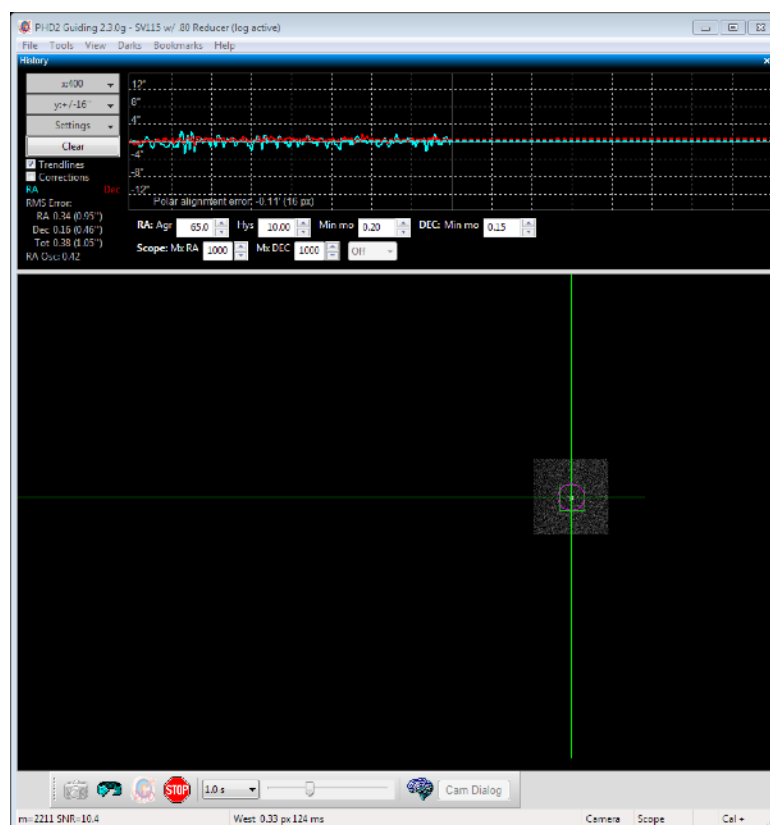 PHD2 Guiding 2.3.0g - SV115 w/ .80 Reducer (log active)
File Tools View Darks Bookmarks Help
History
x:400
y:+/-16"
Settings
Clear
Trendlines
Corrections
RA Dec
RMS Error:
RA 0.34 (0.95")
Dec 0.16 (0.46")
Tot 0.38 (1.05")
RA Osc: 0.42
12"
8"
4"
-4"
-8"
-12"
Polar alignment error: -0.11' (16 px)
RA: Agr 65.0 Hys 10.00 Min mo 0.20 DEC: Min mo 0.15
Scope: Mx RA 1000 Mx DEC 1000 Off
STOP 1.0 s Cam Dialog
m=2211 SNR=10.4 West 0.33 px 124 ms Camera Scope Cal +